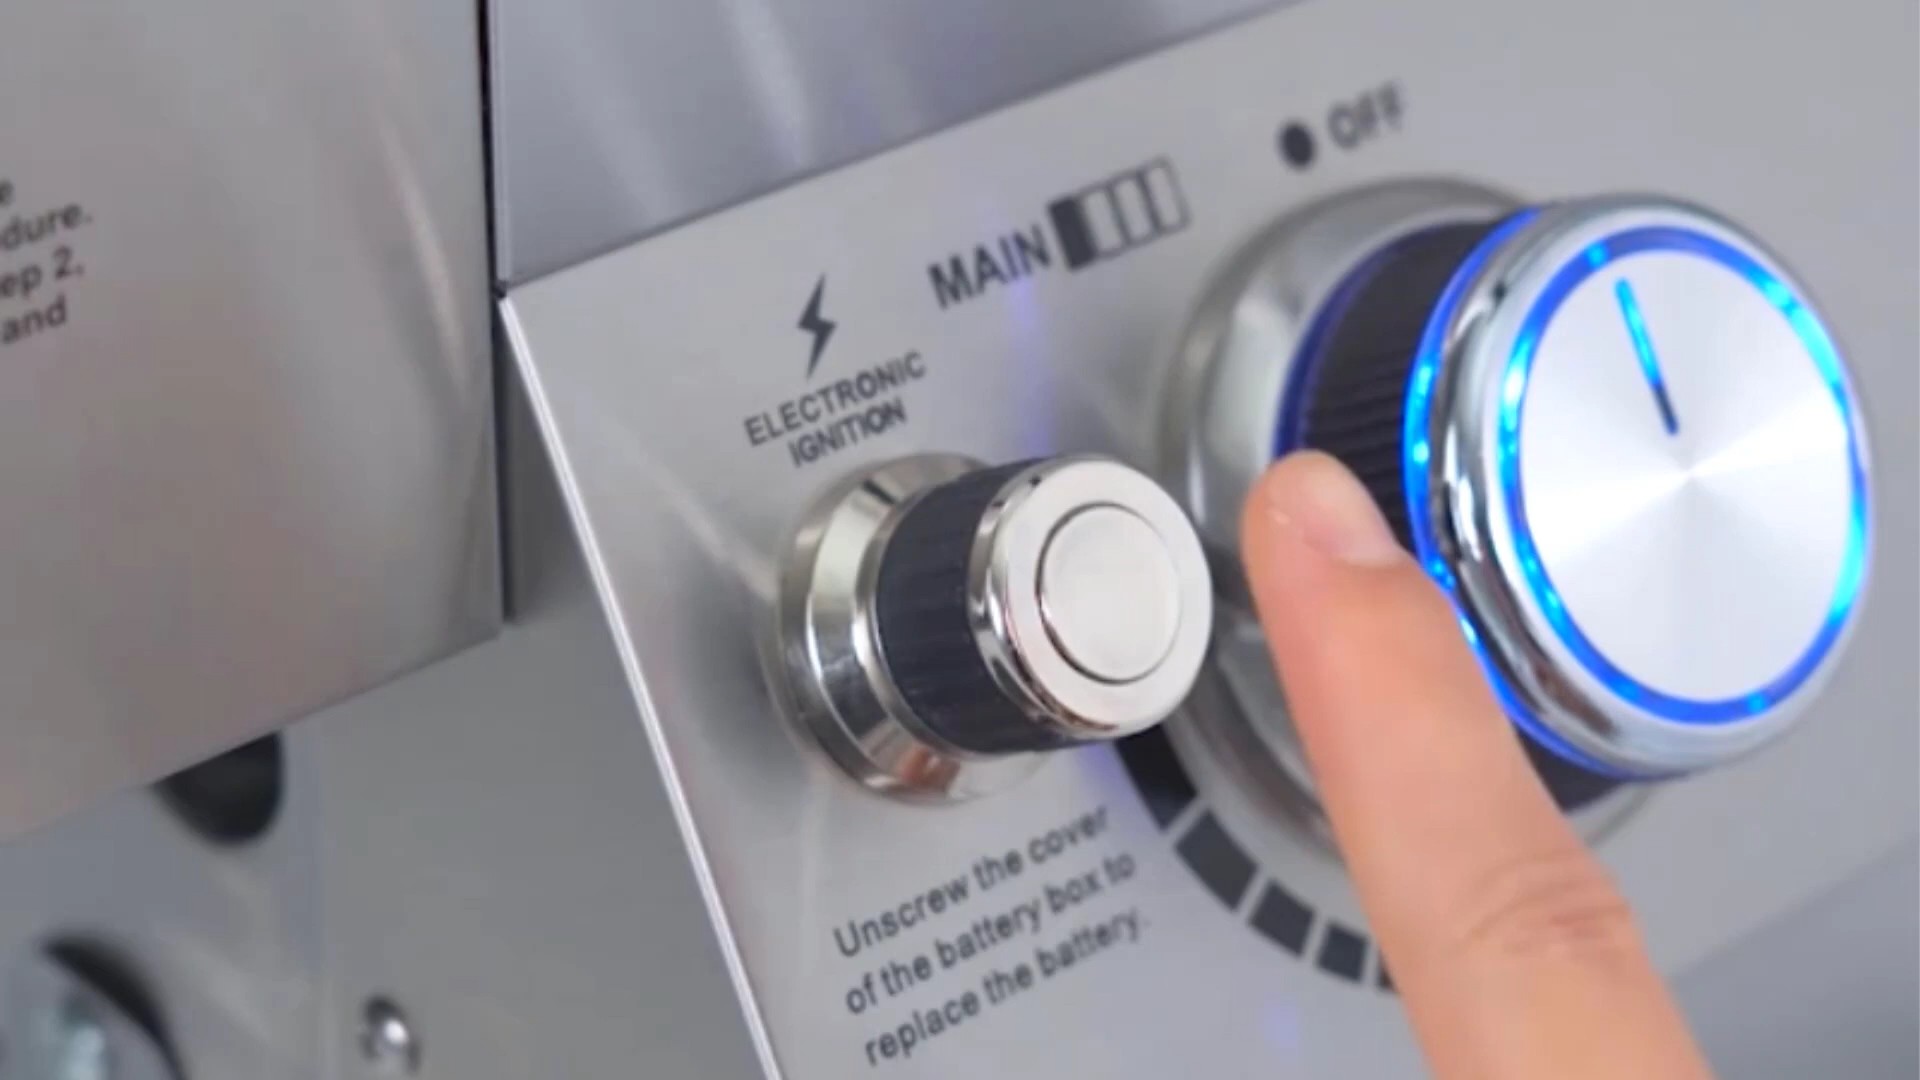 dure.
ep 2,
and
OFF
MAIN
ELECTRONIC
IGNITION
Unscrew the cover
of the battery box to
replace the battery.